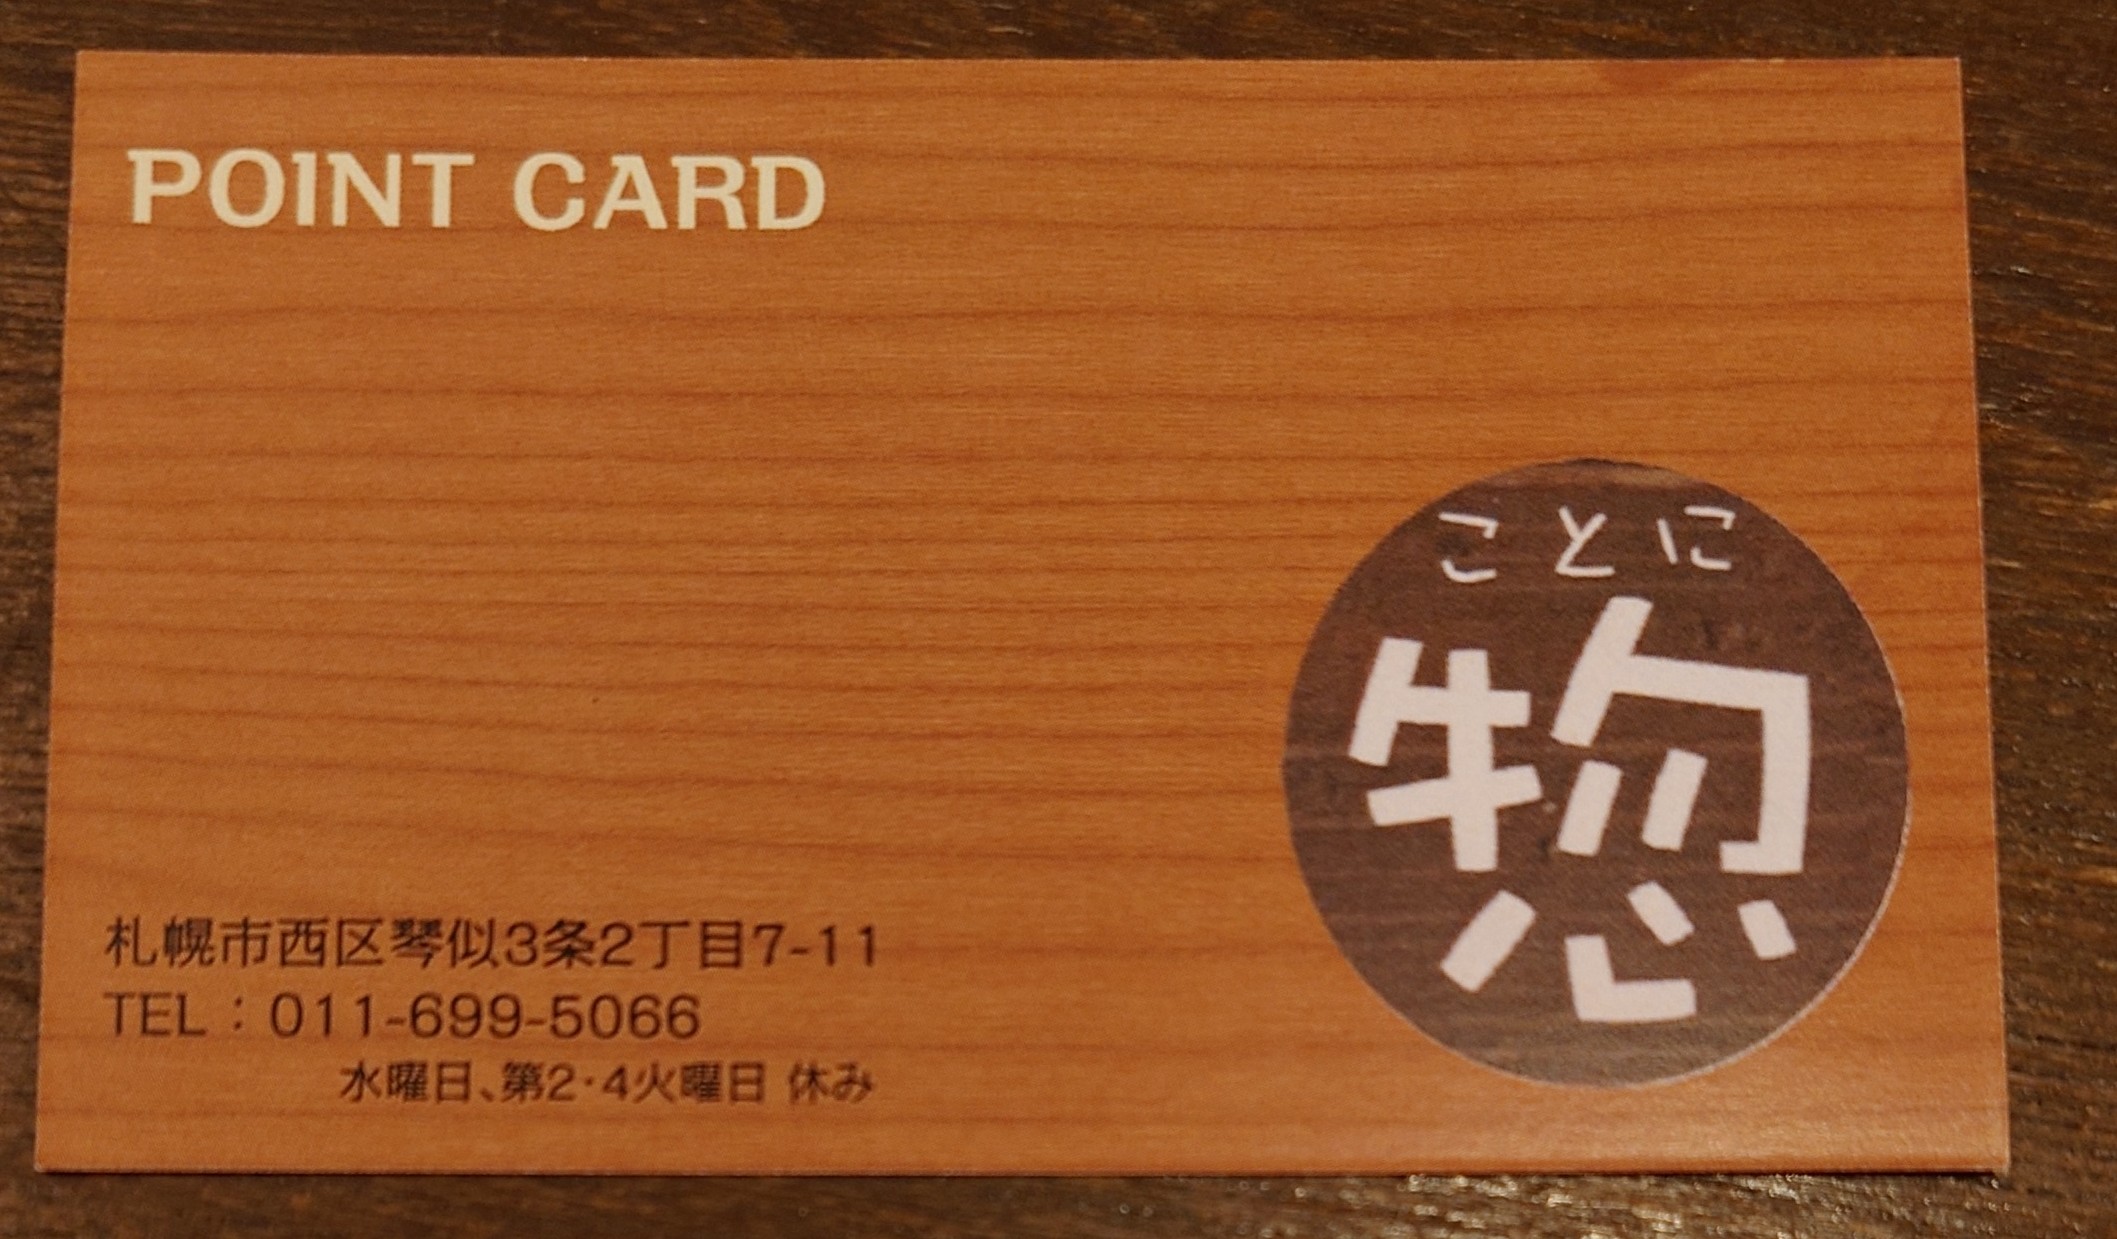 POINT CARD
ことに
惣
札幌市西区琴似3条2丁目7-11
TEL：011-699-5066
水曜日、第2・4火曜日 休み